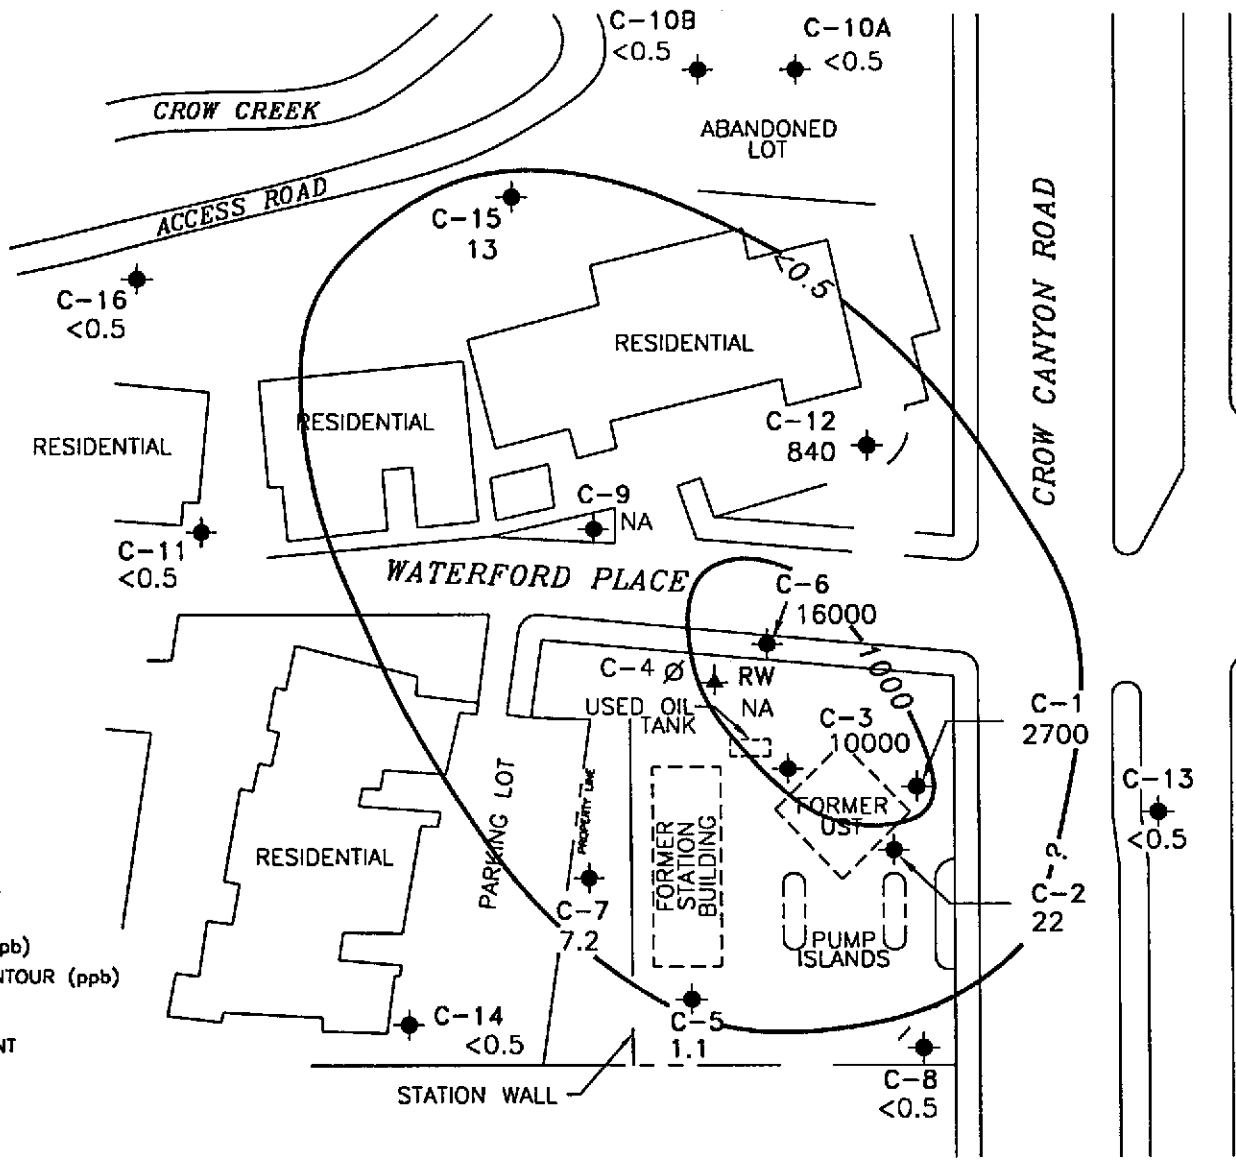 C-10B
<0.5
C-10A
<0.5
CROW CREEK
ABANDONED
LOT
ACCESS ROAD
C-15
13
CROW CANYON ROAD
<0.5
C-16
<0.5
RESIDENTIAL
RESIDENTIAL
RESIDENTIAL
C-12
840
C-9
NA
C-11
<0.5
WATERFORD PLACE
C-6
16000
1000
C-4
RW
NA
USED OIL
TANK
C-3
10000
C-1
2700
C-13
<0.5
PROPERTY LINE
PARKING LOT
FORMER
UST
FORMER
STATION
BUILDING
RESIDENTIAL
?
C-2
22
C-7
7.2
PUMP
ISLANDS
pb)
NTOUR (ppb)
C-14
<0.5
C-5
1.1
NT
C-8
<0.5
STATION WALL